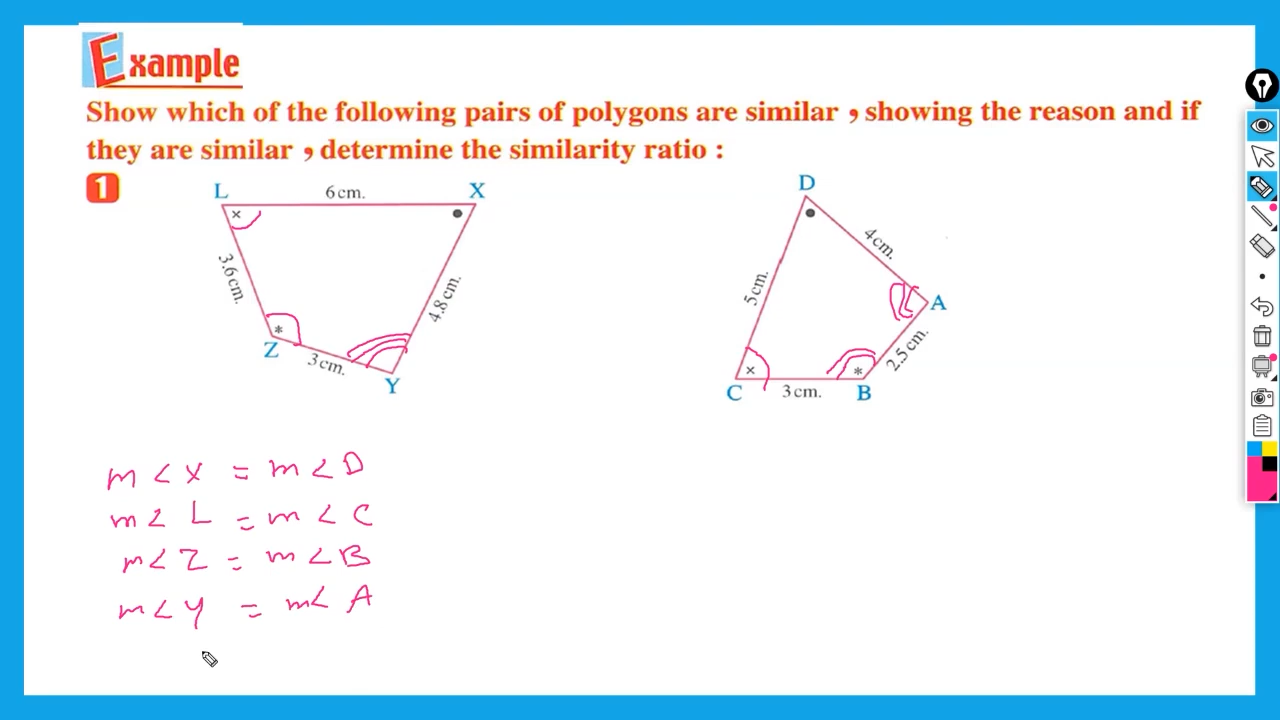 Example
Show which of the following pairs of polygons are similar , showing the reason and if
they are similar , determine the similarity ratio :
1
L 6 cm. X
× •
3.6 cm. 4.8 cm.
*
Z 3 cm. Y
D
•
4 cm.
5 cm.
A
2.5 cm.
× *
C 3 cm. B
m < X = m < D
m < L = m < C
m < Z = m < B
m < Y = m < A